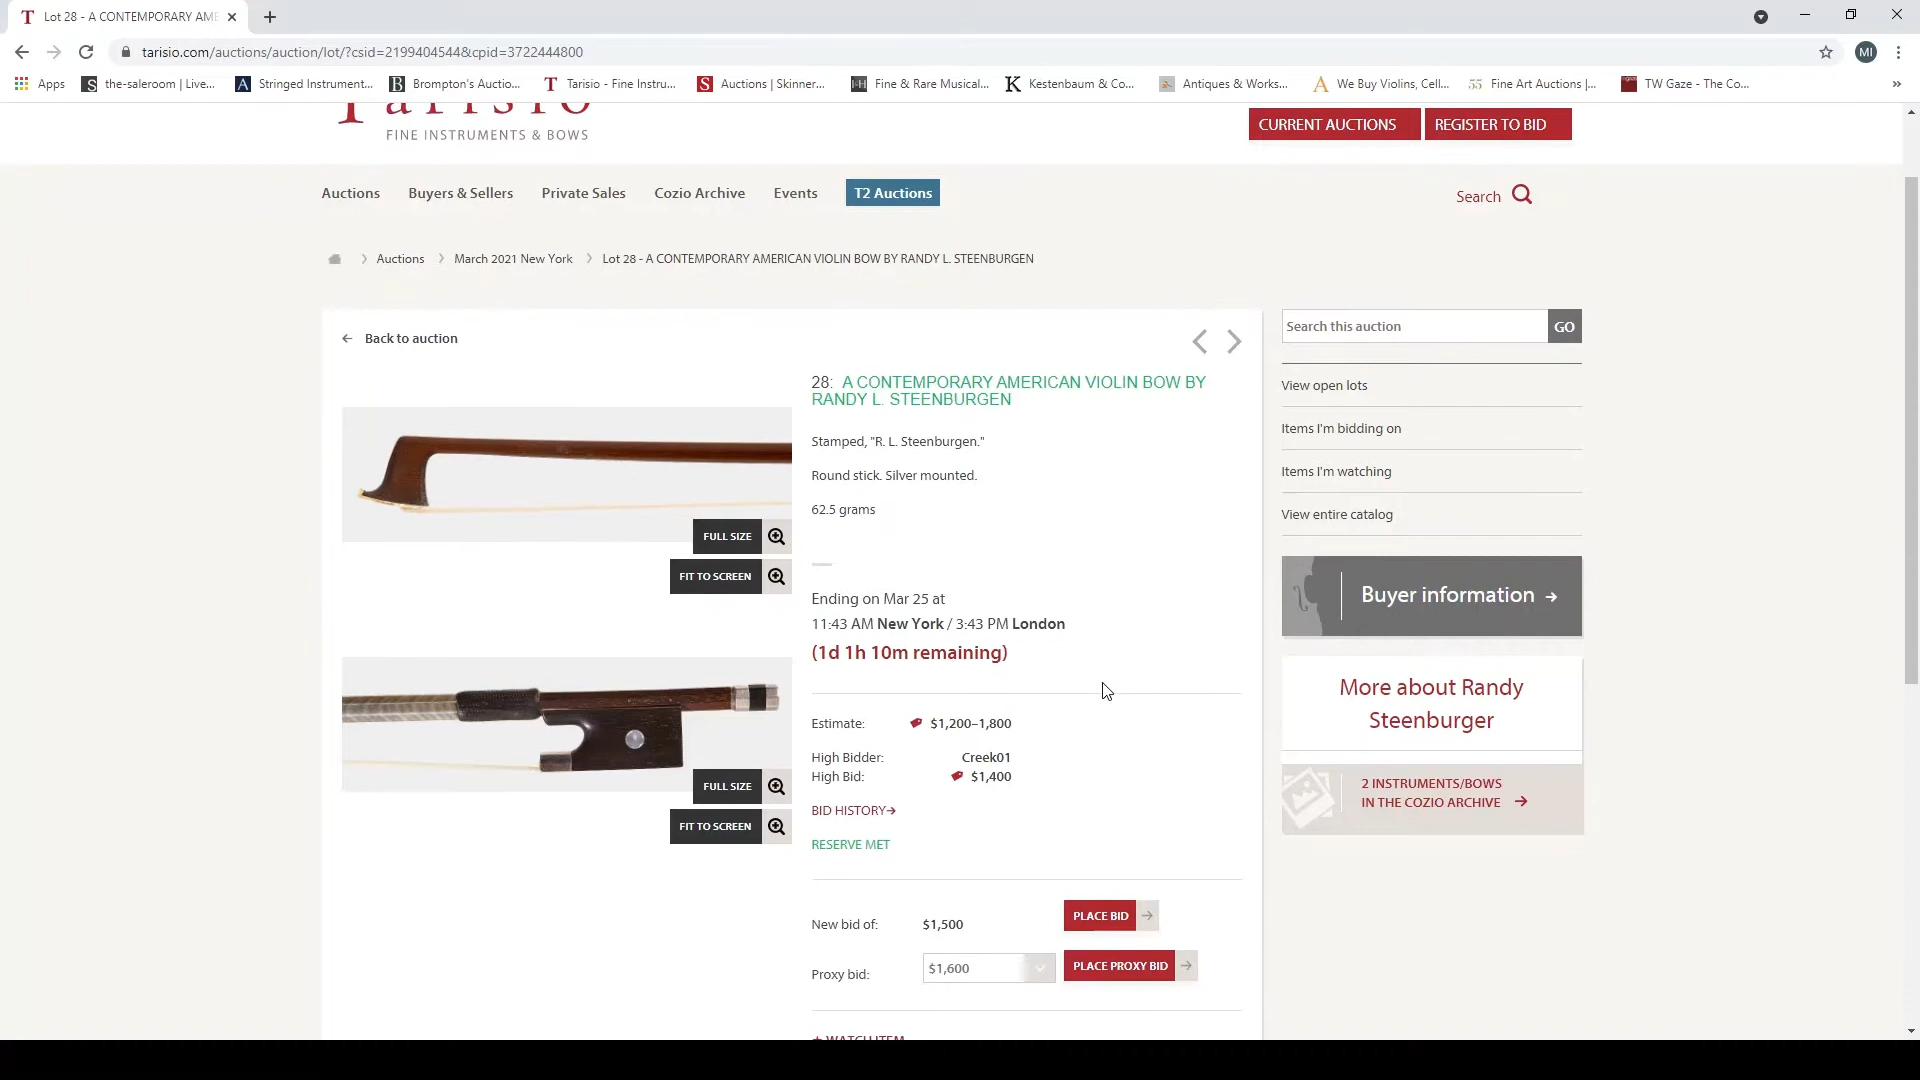 Lot 28 - A CONTEMPORARY AME
tarisio.com/auctions/auction/lot/?csid=2199404544&cpid=3722444800
MI
Apps the-saleroom | Live... Stringed Instrument... Brompton's Auctio... Tarisio - Fine Instru... Auctions | Skinner... Fine & Rare Musical... Kestenbaum & Co... Antiques & Works... We Buy Violins, Cell... Fine Art Auctions |... TW Gaze - The Co...
Tarisio
FINE INSTRUMENTS & BOWS
CURRENT AUCTIONS REGISTER TO BID
Auctions Buyers & Sellers Private Sales Cozio Archive Events T2 Auctions Search
Auctions March 2021 New York Lot 28 - A CONTEMPORARY AMERICAN VIOLIN BOW BY RANDY L. STEENBURGEN
Back to auction
28: A CONTEMPORARY AMERICAN VIOLIN BOW BY
RANDY L. STEENBURGEN
Stamped, "R. L. Steenburgen."
Round stick. Silver mounted.
62.5 grams
FULL SIZE
FIT TO SCREEN
Ending on Mar 25 at
11:43 AM New York / 3:43 PM London
(1d 1h 10m remaining)
FULL SIZE
FIT TO SCREEN
Estimate: $1,200–1,800
High Bidder: Creek01
High Bid: $1,400
BID HISTORY→
RESERVE MET
New bid of: $1,500 PLACE BID
Proxy bid: $1,600 PLACE PROXY BID
+ WATCH ITEM
Search this auction GO
View open lots
Items I'm bidding on
Items I'm watching
View entire catalog
Buyer information →
More about Randy
Steenburger
2 INSTRUMENTS/BOWS
IN THE COZIO ARCHIVE →